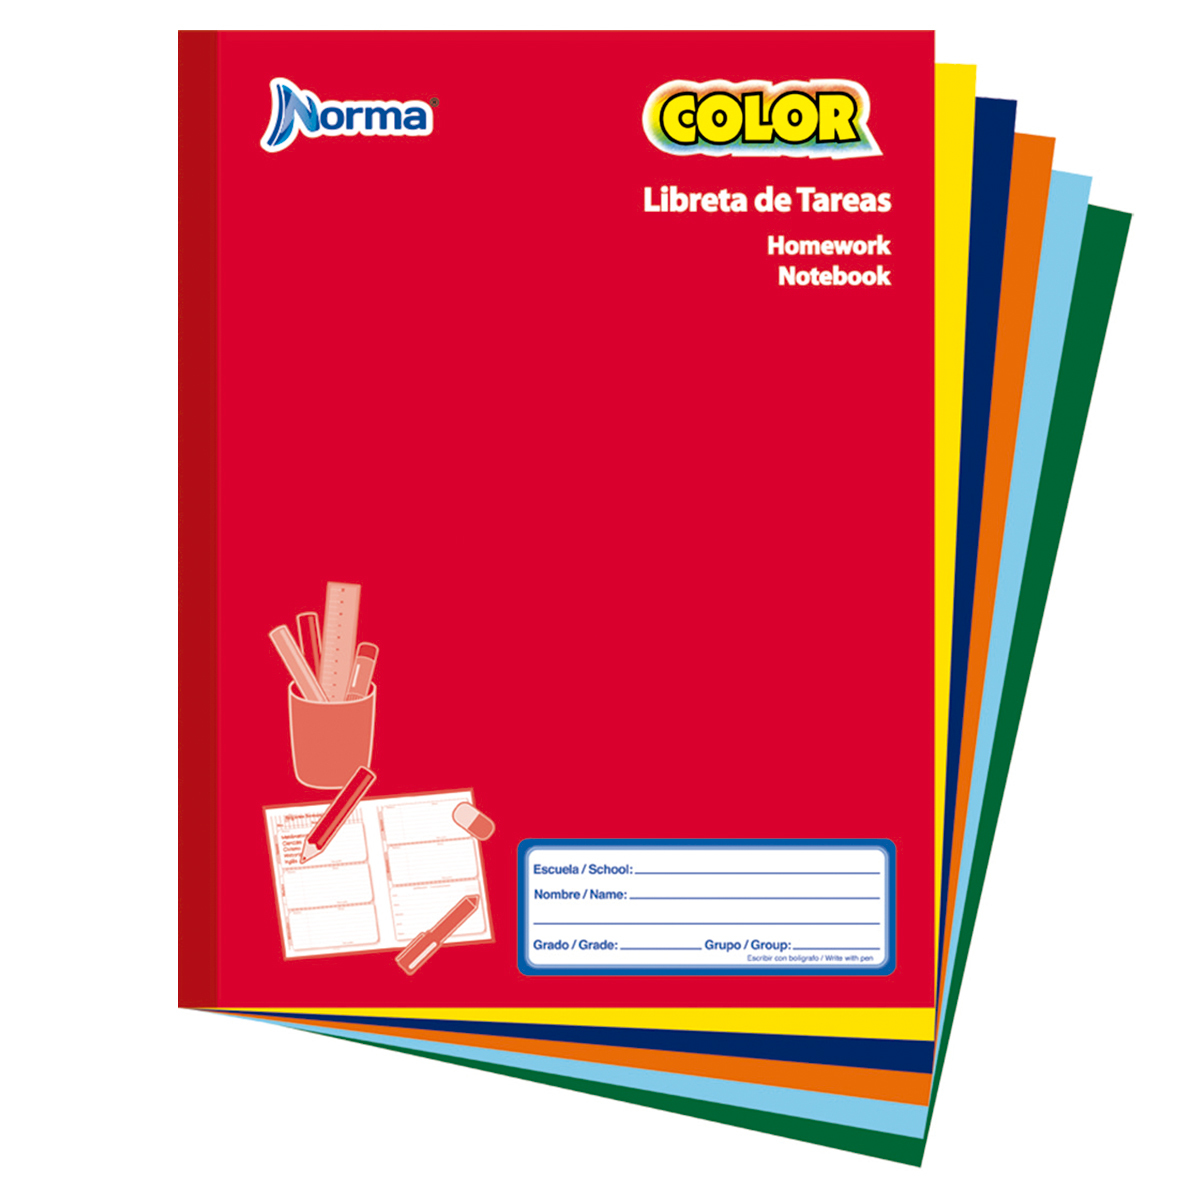 Norma®
COLOR
Libreta de Tareas
Homework
Notebook
Escuela / School:
Nombre / Name:
Grado / Grade: Grupo / Group:
Escribir con bolígrafo / Write with pen